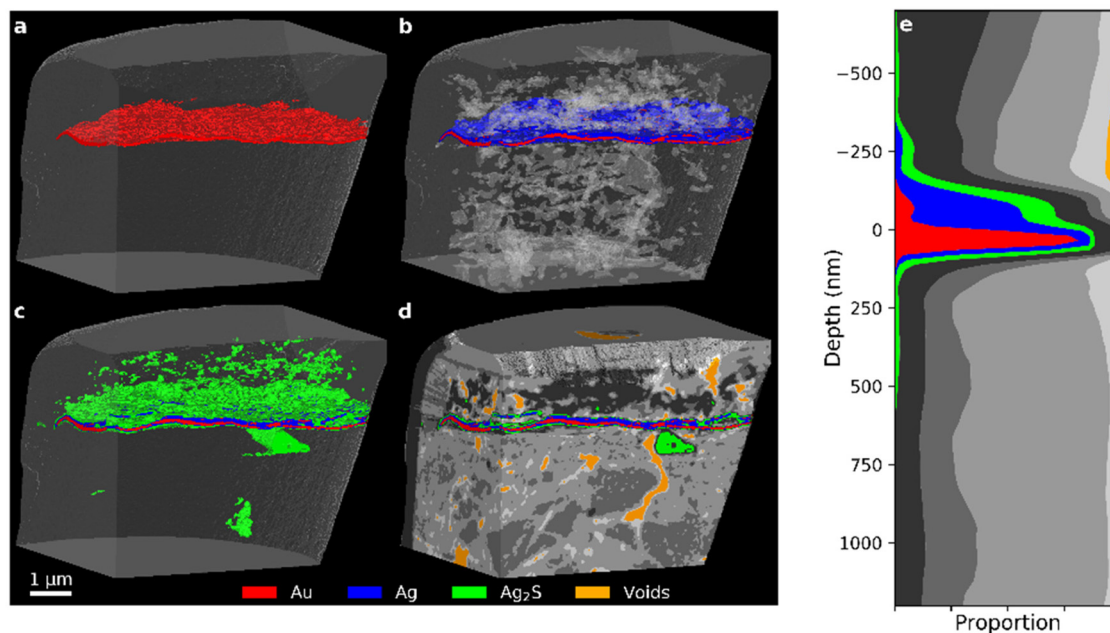 a
b
c
d
1 µm
Au
Ag
Ag₂S
Voids
e
−500
−250
0
250
500
750
1000
Depth (nm)
Proportion